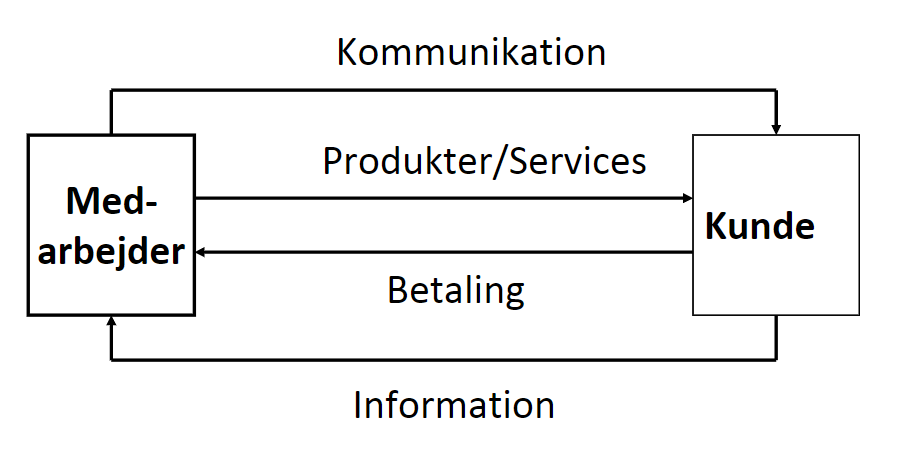 Kommunikation
Produkter/Services
Med-
arbejder
Kunde
Betaling
Information